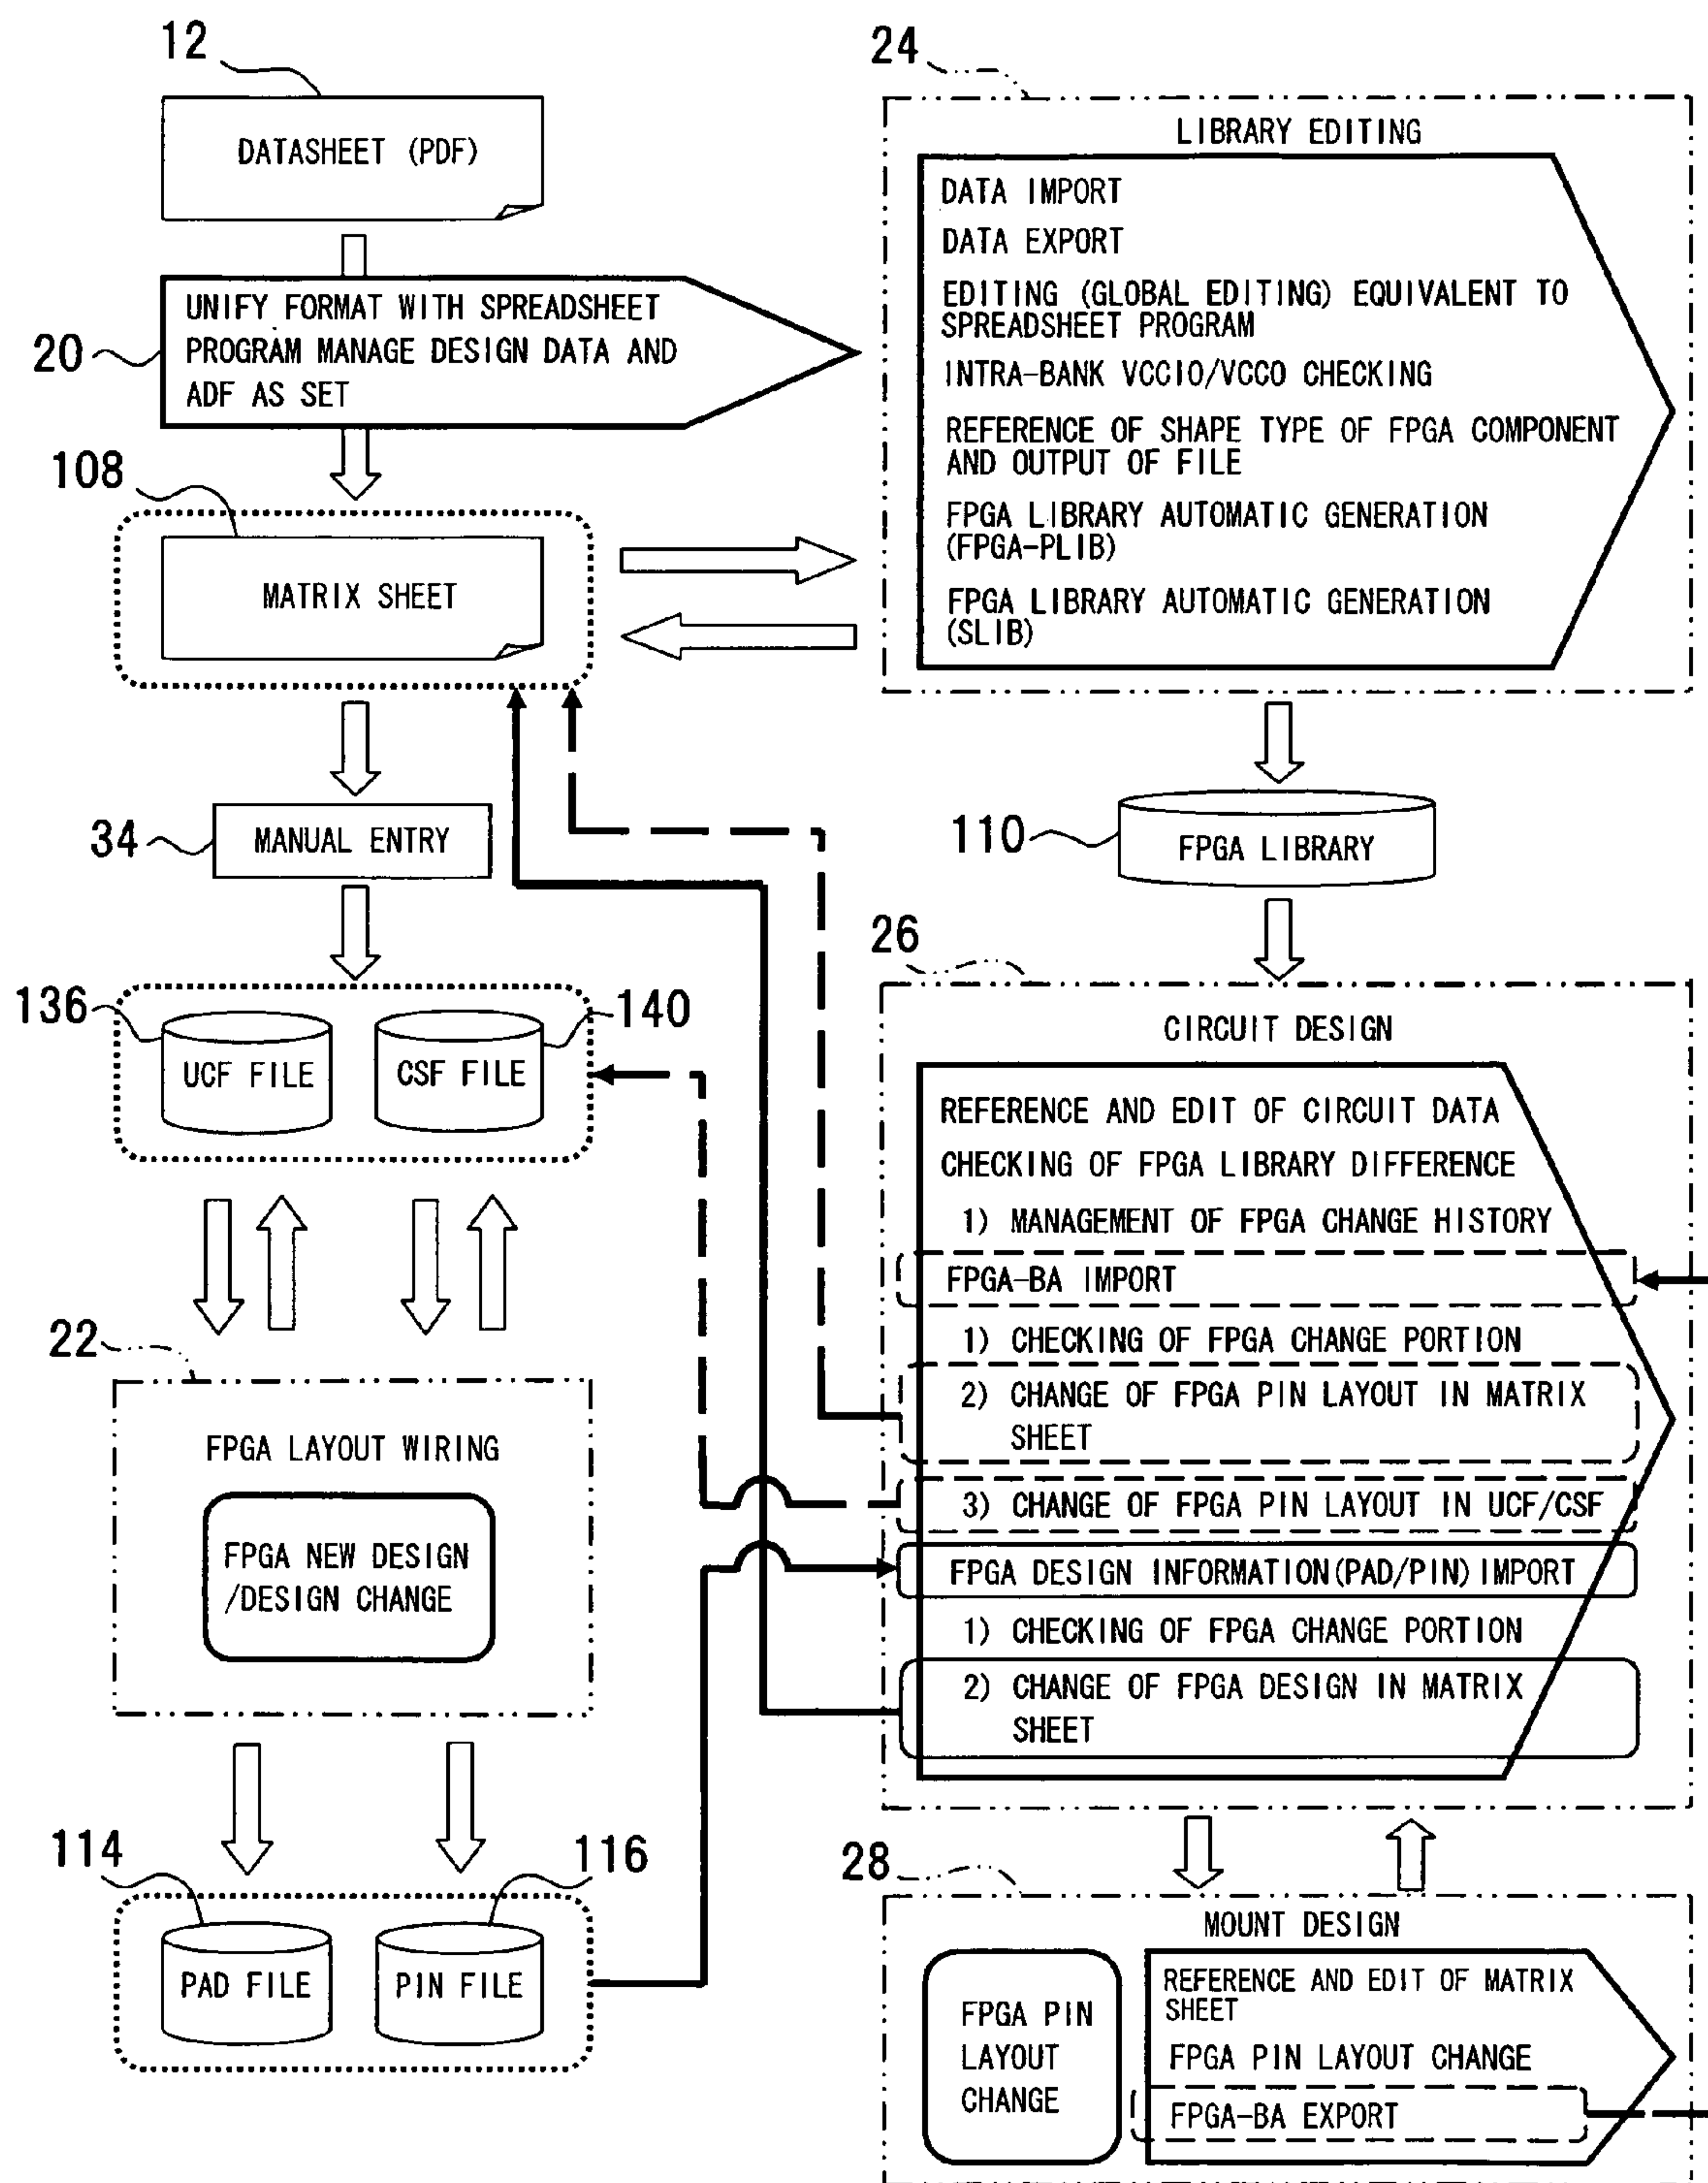 12
DATASHEET (PDF)
20
UNIFY FORMAT WITH SPREADSHEET
PROGRAM MANAGE DESIGN DATA AND
ADF AS SET
108
MATRIX SHEET
34
MANUAL ENTRY
136
UCF FILE
140
CSF FILE
22
FPGA LAYOUT WIRING
FPGA NEW DESIGN
/DESIGN CHANGE
114
PAD FILE
116
PIN FILE
24
LIBRARY EDITING
DATA IMPORT
DATA EXPORT
EDITING (GLOBAL EDITING) EQUIVALENT TO
SPREADSHEET PROGRAM
INTRA-BANK VCCIO/VCCO CHECKING
REFERENCE OF SHAPE TYPE OF FPGA COMPONENT
AND OUTPUT OF FILE
FPGA LIBRARY AUTOMATIC GENERATION
(FPGA-PLIB)
FPGA LIBRARY AUTOMATIC GENERATION
(SLIB)
110
FPGA LIBRARY
26
CIRCUIT DESIGN
REFERENCE AND EDIT OF CIRCUIT DATA
CHECKING OF FPGA LIBRARY DIFFERENCE
1) MANAGEMENT OF FPGA CHANGE HISTORY
FPGA-BA IMPORT
1) CHECKING OF FPGA CHANGE PORTION
2) CHANGE OF FPGA PIN LAYOUT IN MATRIX
SHEET
3) CHANGE OF FPGA PIN LAYOUT IN UCF/CSF
FPGA DESIGN INFORMATION(PAD/PIN)IMPORT
1) CHECKING OF FPGA CHANGE PORTION
2) CHANGE OF FPGA DESIGN IN MATRIX
SHEET
28
MOUNT DESIGN
FPGA PIN
LAYOUT
CHANGE
REFERENCE AND EDIT OF MATRIX
SHEET
FPGA PIN LAYOUT CHANGE
FPGA-BA EXPORT